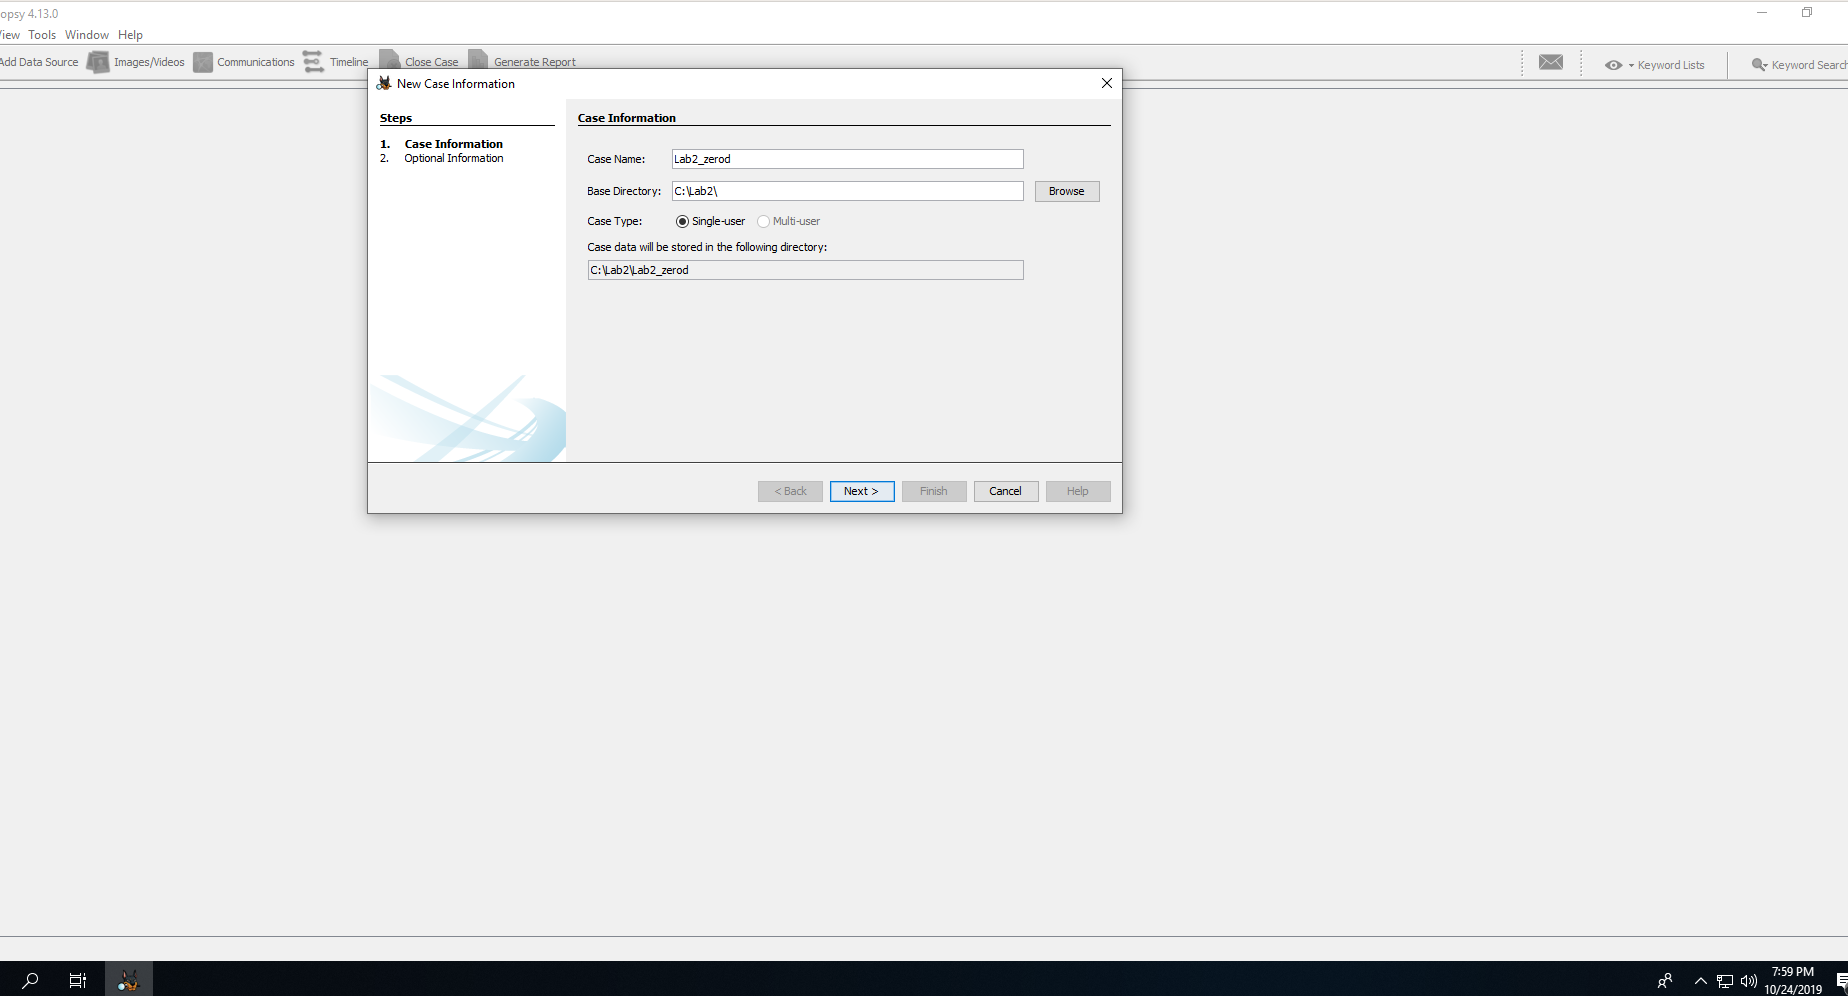 opsy 4.13.0
View Tools Window Help
Add Data Source Images/Videos Communications Timeline Close Case Generate Report Keyword Lists Keyword Search
New Case Information
Steps
1. Case Information
2. Optional Information
Case Information
Case Name: Lab2_zerod
Base Directory: C:\Lab2\ Browse
Case Type: Single-user Multi-user
Case data will be stored in the following directory:
C:\Lab2\Lab2_zerod
< Back Next > Finish Cancel Help
7:59 PM
10/24/2019